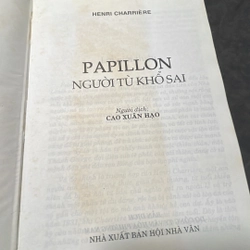 HENRI CHARRIÈRE
PAPILLON
NGƯỜI TÙ KHỔ SAI
Người dịch:
CAO XUÂN HẠO
NHÀ XUẤT BẢN HỘI NHÀ VĂN